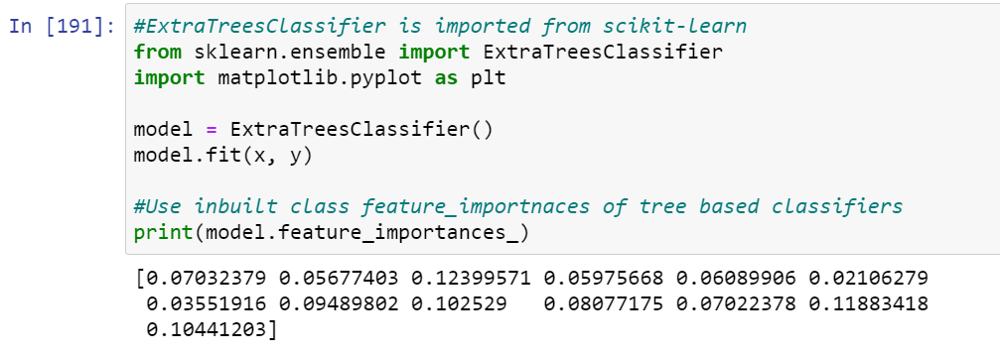 In [191]: #ExtraTreesClassifier is imported from scikit-learn
from sklearn.ensemble import ExtraTreesClassifier
import matplotlib.pyplot as plt
model = ExtraTreesClassifier()
model.fit(x, y)
#Use inbuilt class feature_importnaces of tree based classifiers
print(model.feature_importances_)
[0.07032379 0.05677403 0.12399571 0.05975668 0.06089906 0.02106279
0.03551916 0.09489802 0.102529   0.08077175 0.07022378 0.11883418
0.10441203]